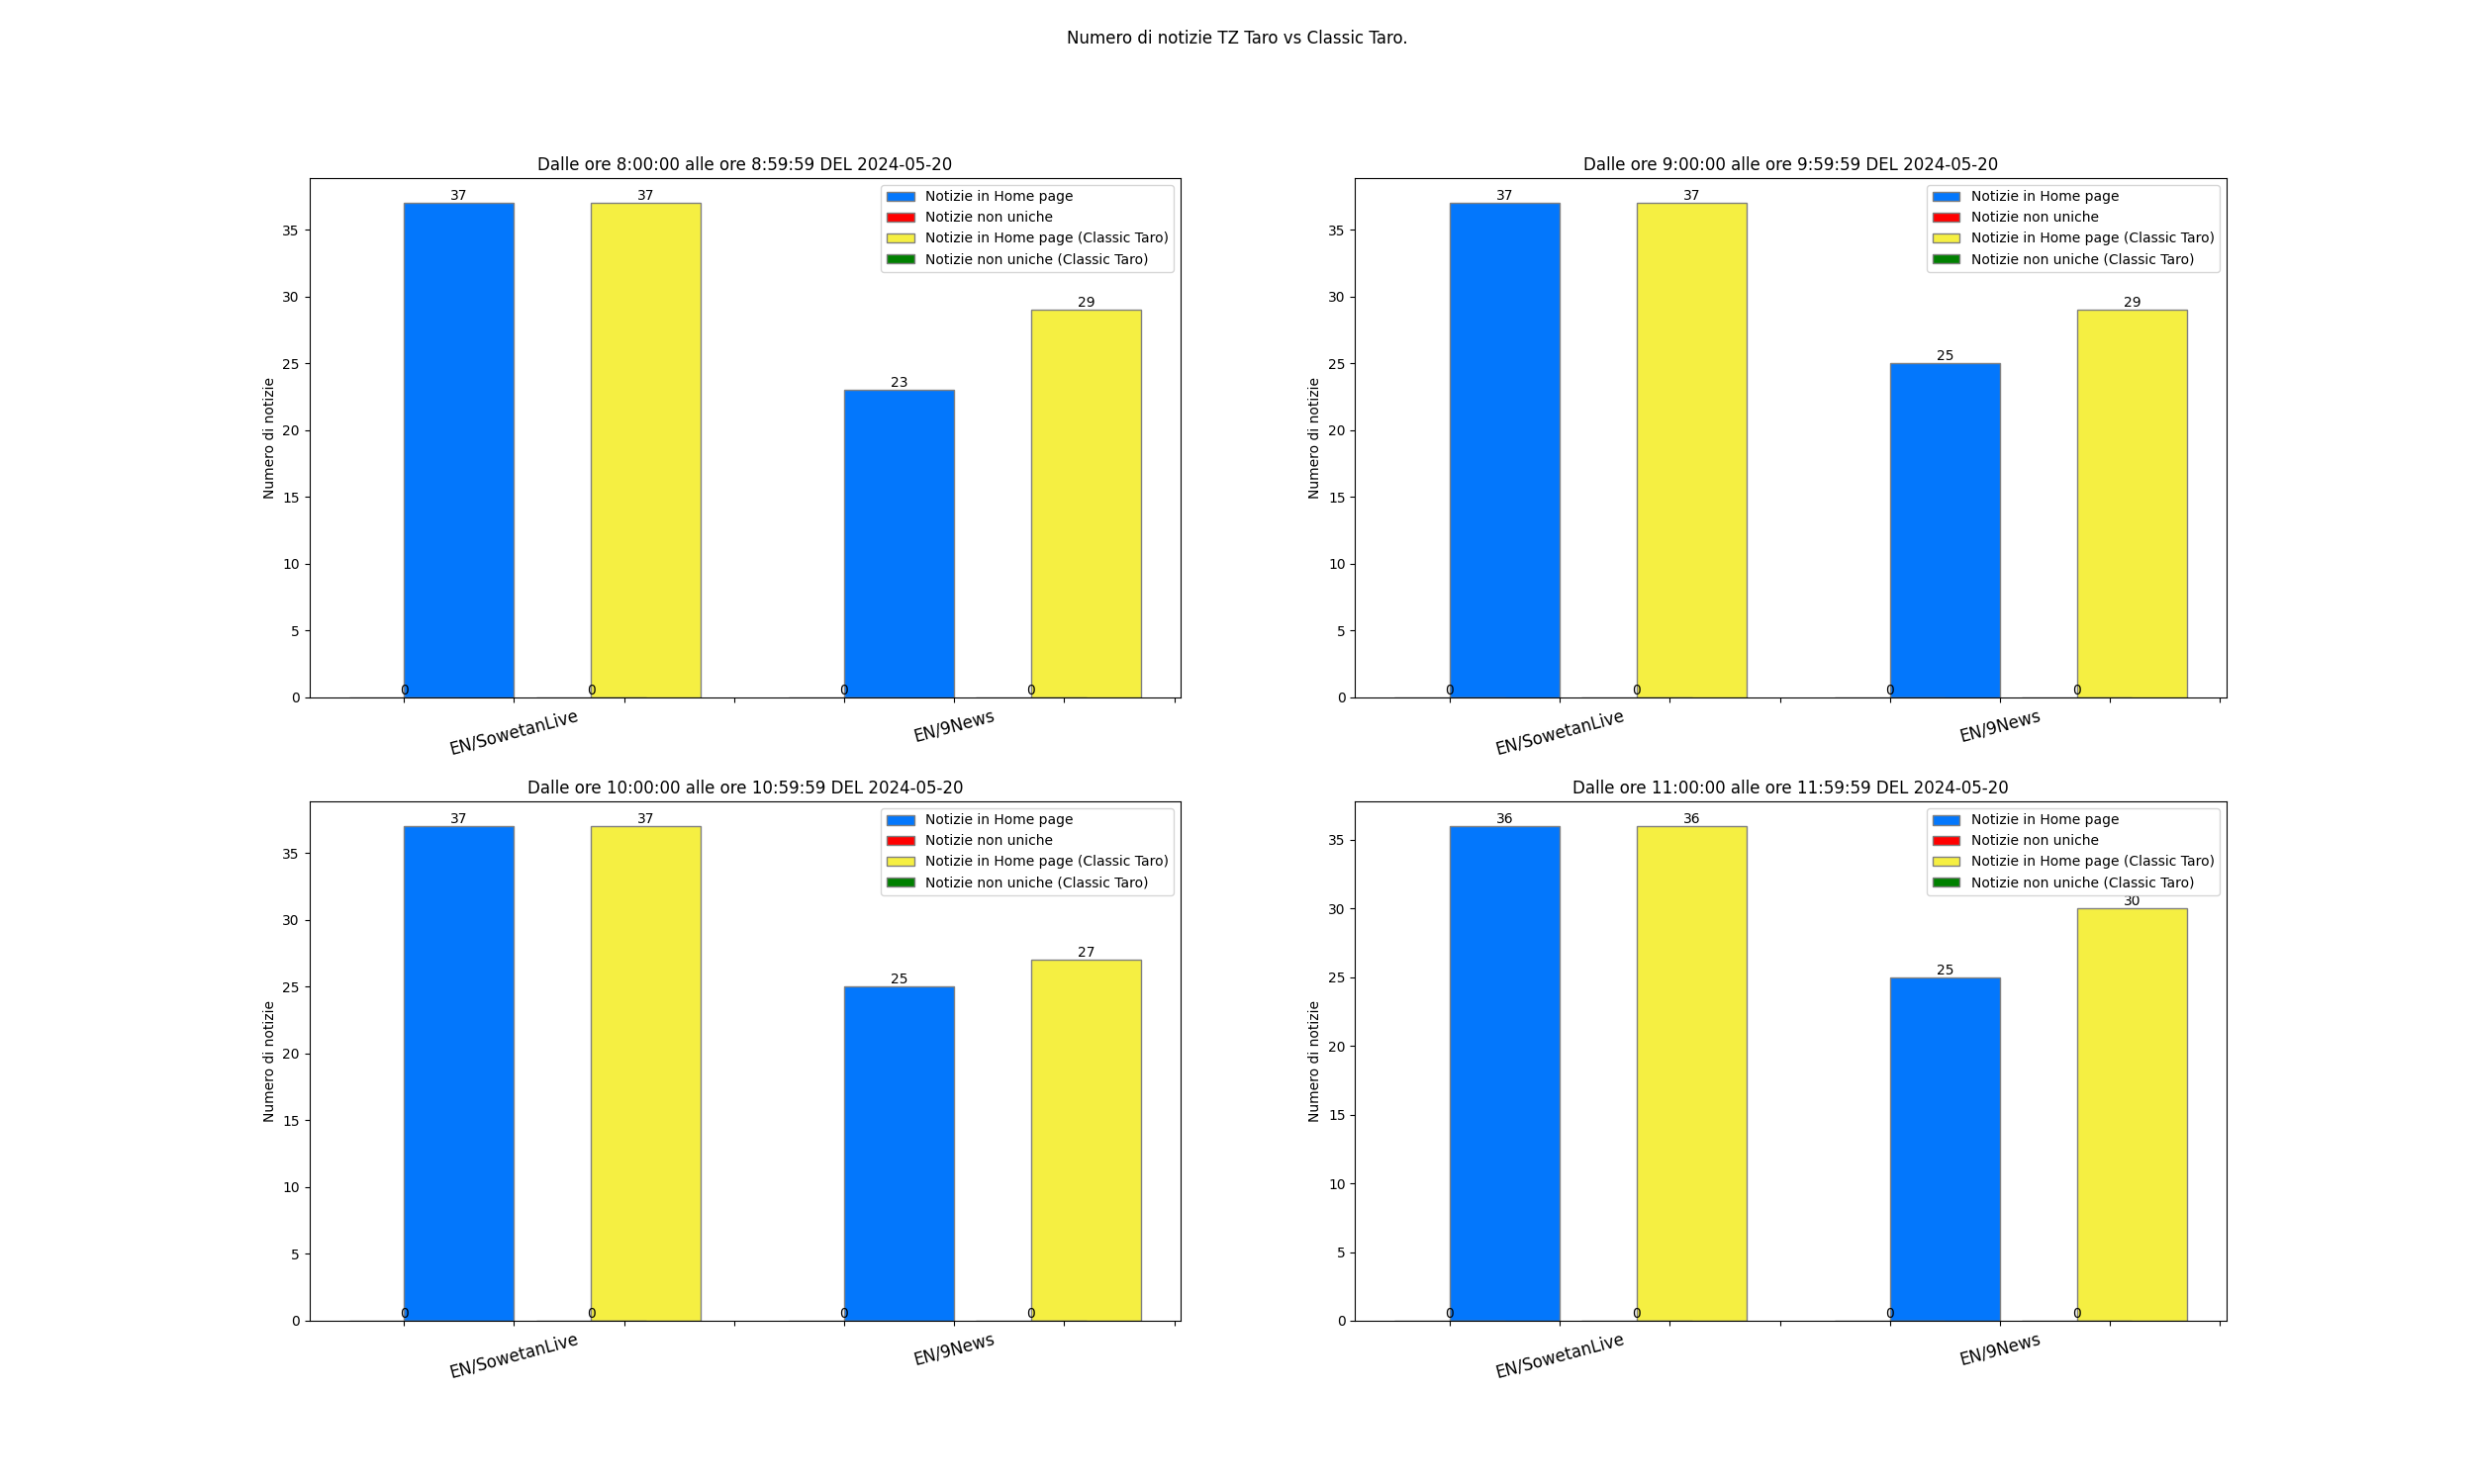 Numero di notizie TZ Taro vs Classic Taro.
Dalle ore 8:00:00 alle ore 8:59:59 DEL 2024-05-20
Numero di notizie
35
30
25
20
15
10
5
0
37
37
23
29
0
0
0
0
Notizie in Home page
Notizie non uniche
Notizie in Home page (Classic Taro)
Notizie non uniche (Classic Taro)
EN/SowetanLive
EN/9News
Dalle ore 9:00:00 alle ore 9:59:59 DEL 2024-05-20
Numero di notizie
35
30
25
20
15
10
5
0
37
37
25
29
0
0
0
0
Notizie in Home page
Notizie non uniche
Notizie in Home page (Classic Taro)
Notizie non uniche (Classic Taro)
EN/SowetanLive
EN/9News
Dalle ore 10:00:00 alle ore 10:59:59 DEL 2024-05-20
Numero di notizie
35
30
25
20
15
10
5
0
37
37
25
27
0
0
0
0
Notizie in Home page
Notizie non uniche
Notizie in Home page (Classic Taro)
Notizie non uniche (Classic Taro)
EN/SowetanLive
EN/9News
Dalle ore 11:00:00 alle ore 11:59:59 DEL 2024-05-20
Numero di notizie
35
30
25
20
15
10
5
0
36
36
25
30
0
0
0
0
Notizie in Home page
Notizie non uniche
Notizie in Home page (Classic Taro)
Notizie non uniche (Classic Taro)
EN/SowetanLive
EN/9News